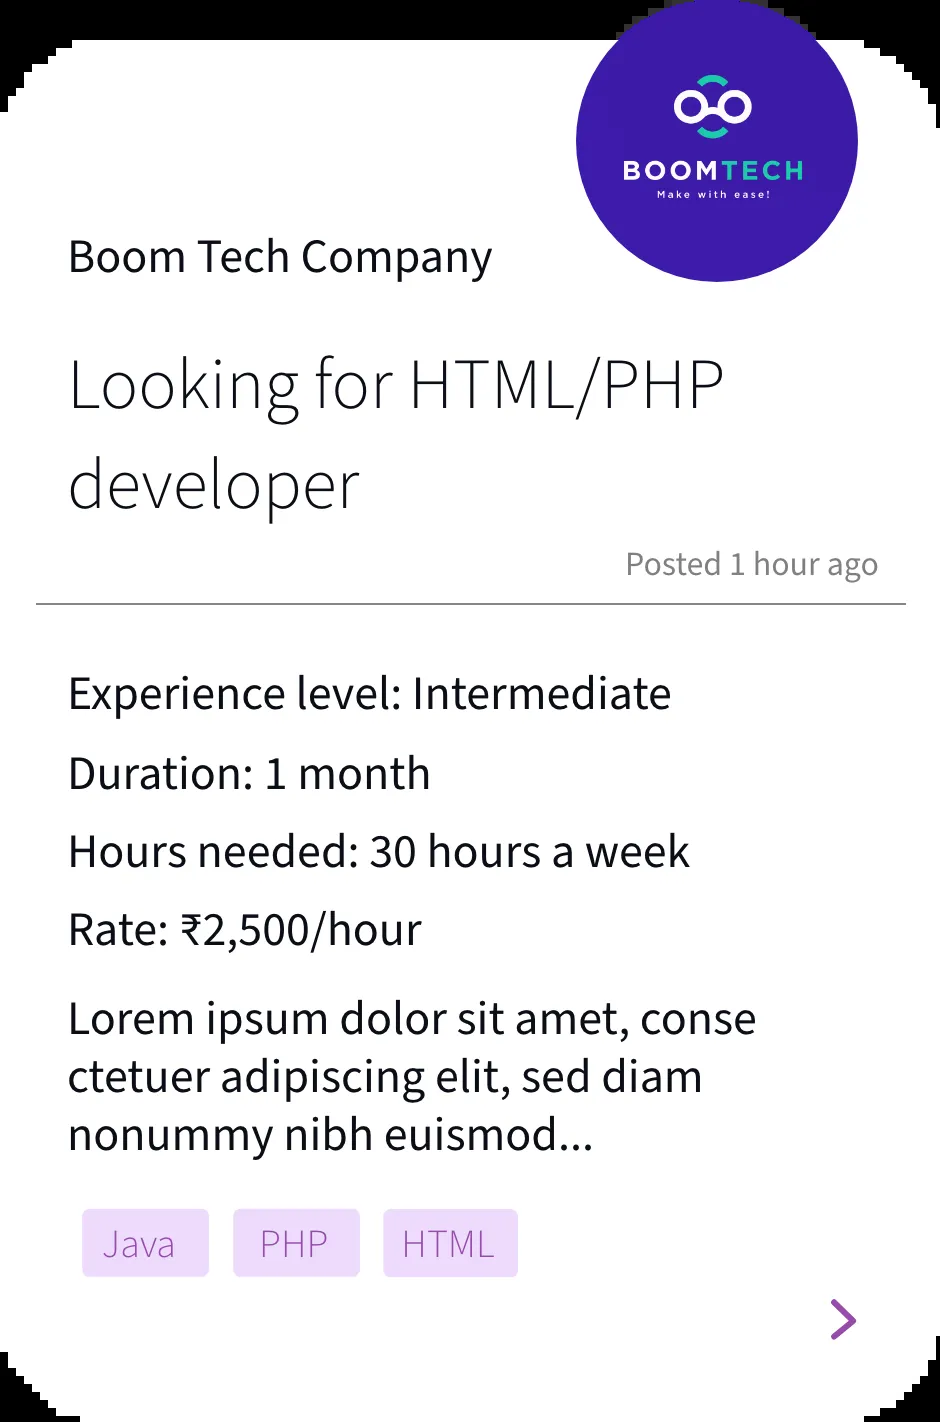 BOOMTECH
Make with ease!
Boom Tech Company
Looking for HTML/PHP
developer
Posted 1 hour ago
Experience level: Intermediate
Duration: 1 month
Hours needed: 30 hours a week
Rate: ₹2,500/hour
Lorem ipsum dolor sit amet, conse
ctetuer adipiscing elit, sed diam
nonummy nibh euismod...
Java PHP HTML